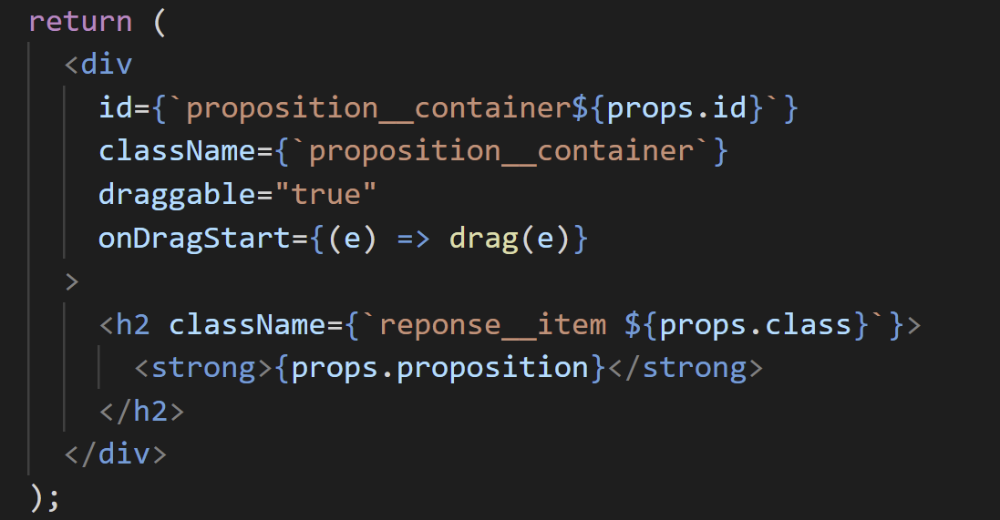 return (
<div
id={`proposition__container${props.id}`}
className={`proposition__container`}
draggable="true"
onDragStart={(e) => drag(e)}
>
<h2 className={`reponse__item ${props.class}`}>
<strong>{props.proposition}</strong>
</h2>
</div>
);